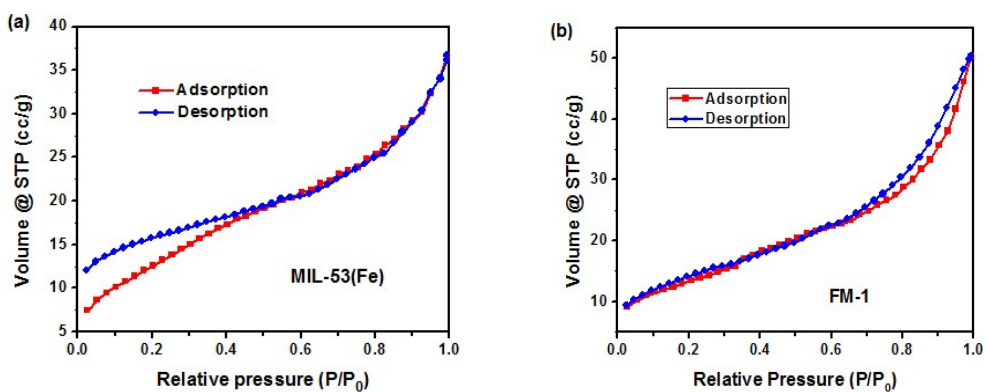 (a)
40
35
30
25
20
15
10
5
Volume @ STP (cc/g)
Adsorption
Desorption
MIL-53(Fe)
0.0 0.2 0.4 0.6 0.8 1.0
Relative pressure (P/P0)
(b)
50
40
30
20
10
Volume @ STP (cc/g)
Adsorption
Desorption
FM-1
0.0 0.2 0.4 0.6 0.8 1.0
Relative Pressure (P/P0)